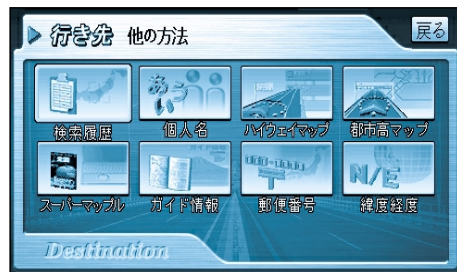 行き先 他の方法
戻る
あいう
検索履歴 個人名 ハイウェイマップ 都市高マップ
〒
N/E
スーパーマップル ガイド情報 郵便番号 緯度経度
Destination